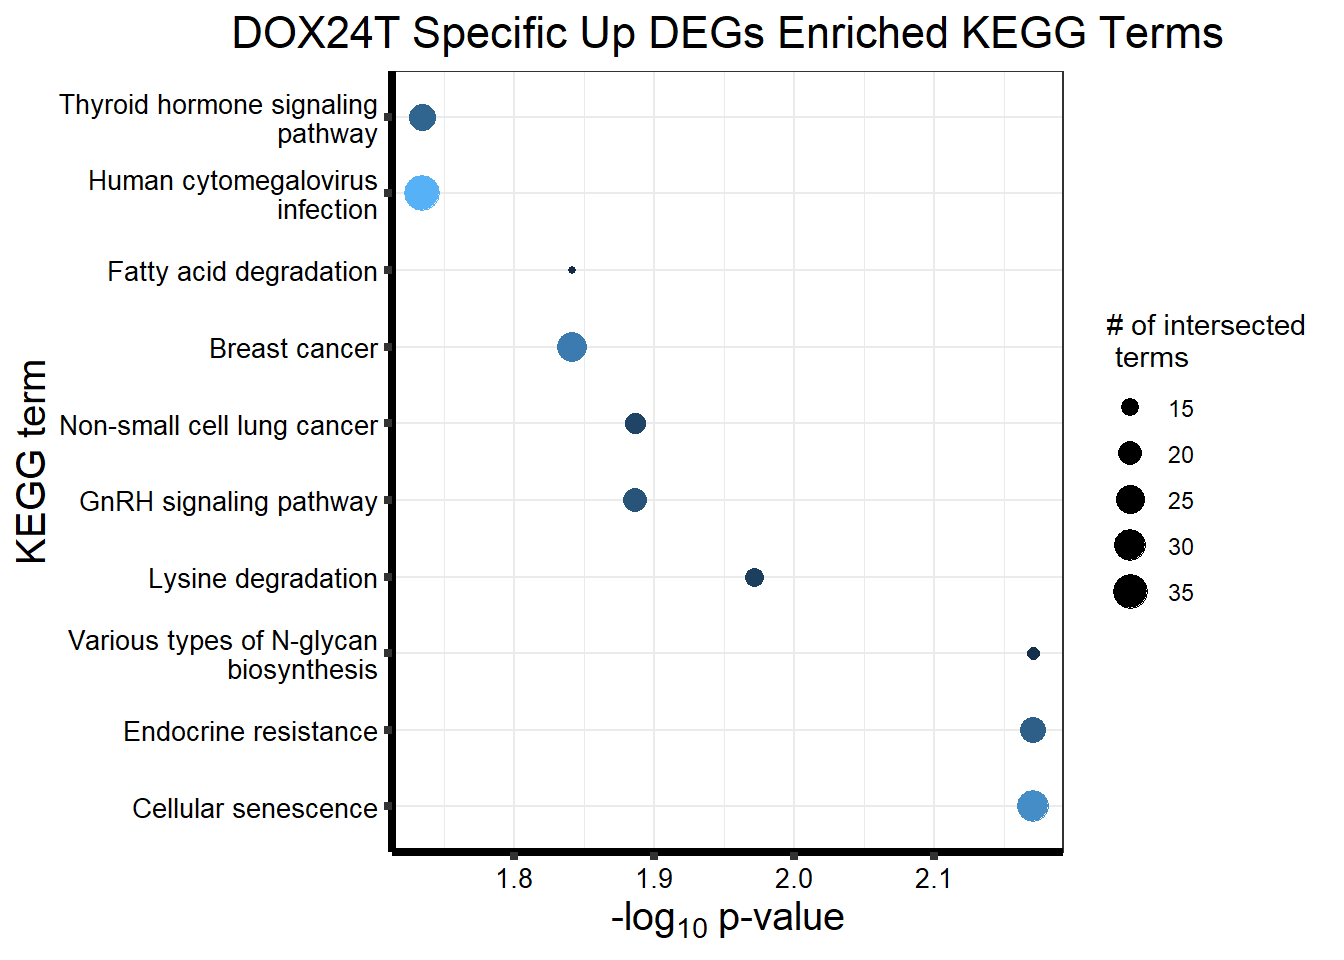 DOX24T Specific Up DEGs Enriched KEGG Terms
KEGG term
Thyroid hormone signaling
pathway
Human cytomegalovirus
infection
Fatty acid degradation
Breast cancer
Non-small cell lung cancer
GnRH signaling pathway
Lysine degradation
Various types of N-glycan
biosynthesis
Endocrine resistance
Cellular senescence
1.8 1.9 2.0 2.1
-log10 p-value
# of intersected
terms
15
20
25
30
35